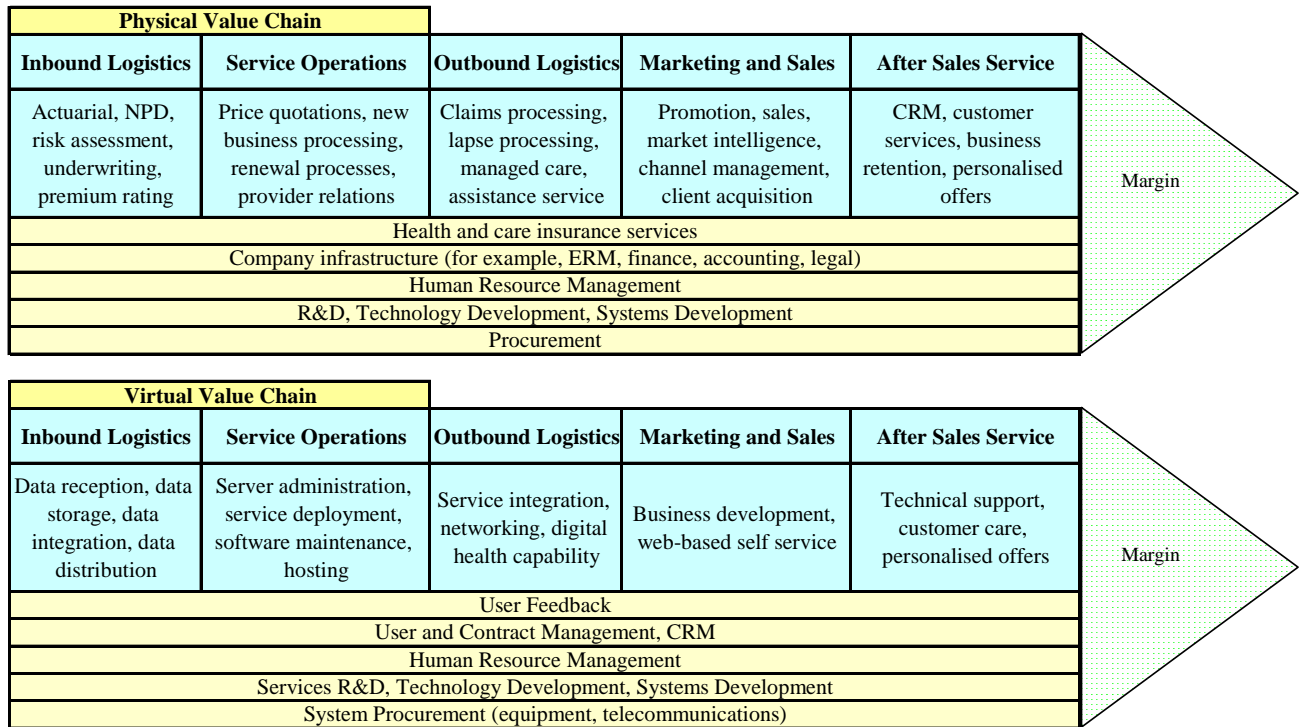 Physical Value Chain
Inbound Logistics
Service Operations
Outbound Logistics
Marketing and Sales
After Sales Service
Actuarial, NPD,
risk assessment,
underwriting,
premium rating
Price quotations, new
business processing,
renewal processes,
provider relations
Claims processing,
lapse processing,
managed care,
assistance service
Promotion, sales,
market intelligence,
channel management,
client acquisition
CRM, customer
services, business
retention, personalised
offers
Margin
Health and care insurance services
Company infrastructure (for example, ERM, finance, accounting, legal)
Human Resource Management
R&D, Technology Development, Systems Development
Procurement
Virtual Value Chain
Inbound Logistics
Service Operations
Outbound Logistics
Marketing and Sales
After Sales Service
Data reception, data
storage, data
integration, data
distribution
Server administration,
service deployment,
software maintenance,
hosting
Service integration,
networking, digital
health capability
Business development,
web-based self service
Technical support,
customer care,
personalised offers
Margin
User Feedback
User and Contract Management, CRM
Human Resource Management
Services R&D, Technology Development, Systems Development
System Procurement (equipment, telecommunications)